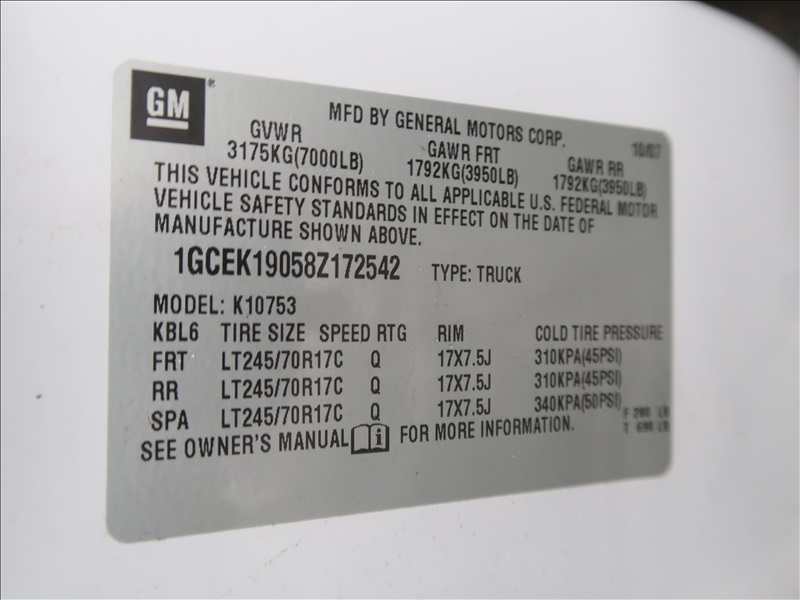 GM®
MFD BY GENERAL MOTORS CORP. 10/07
GVWR GAWR FRT GAWR RR
3175KG(7000LB) 1792KG(3950LB) 1792KG(3950LB)
THIS VEHICLE CONFORMS TO ALL APPLICABLE U.S. FEDERAL MOTOR
VEHICLE SAFETY STANDARDS IN EFFECT ON THE DATE OF
MANUFACTURE SHOWN ABOVE.
1GCEK19058Z172542 TYPE: TRUCK
MODEL: K10753
KBL6 TIRE SIZE SPEED RTG RIM COLD TIRE PRESSURE
FRT LT245/70R17C Q 17X7.5J 310KPA(45PSI)
RR LT245/70R17C Q 17X7.5J 310KPA(45PSI)
SPA LT245/70R17C Q 17X7.5J 340KPA(50PSI)
F LB
T LB
SEE OWNER'S MANUAL i FOR MORE INFORMATION.